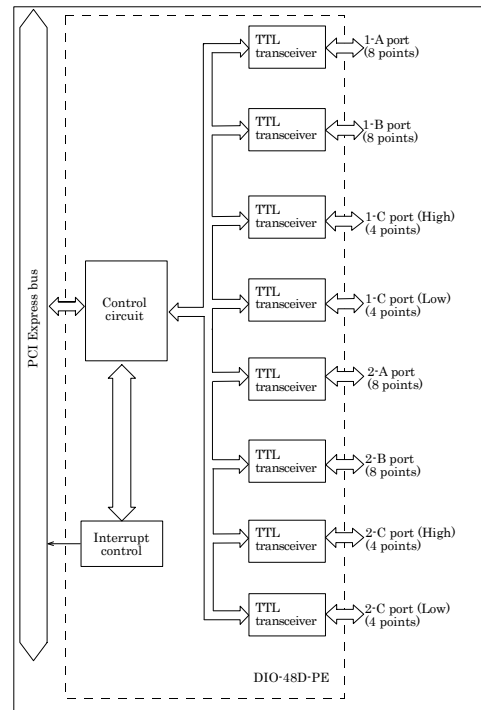 TTL
transceiver
1-A port
(8 points)
TTL
transceiver
1-B port
(8 points)
TTL
transceiver
1-C port (High)
(4 points)
PCI Express bus
Control
circuit
TTL
transceiver
1-C port (Low)
(4 points)
TTL
transceiver
2-A port
(8 points)
TTL
transceiver
2-B port
(8 points)
Interrupt
control
TTL
transceiver
2-C port (High)
(4 points)
TTL
transceiver
2-C port (Low)
(4 points)
DIO-48D-PE